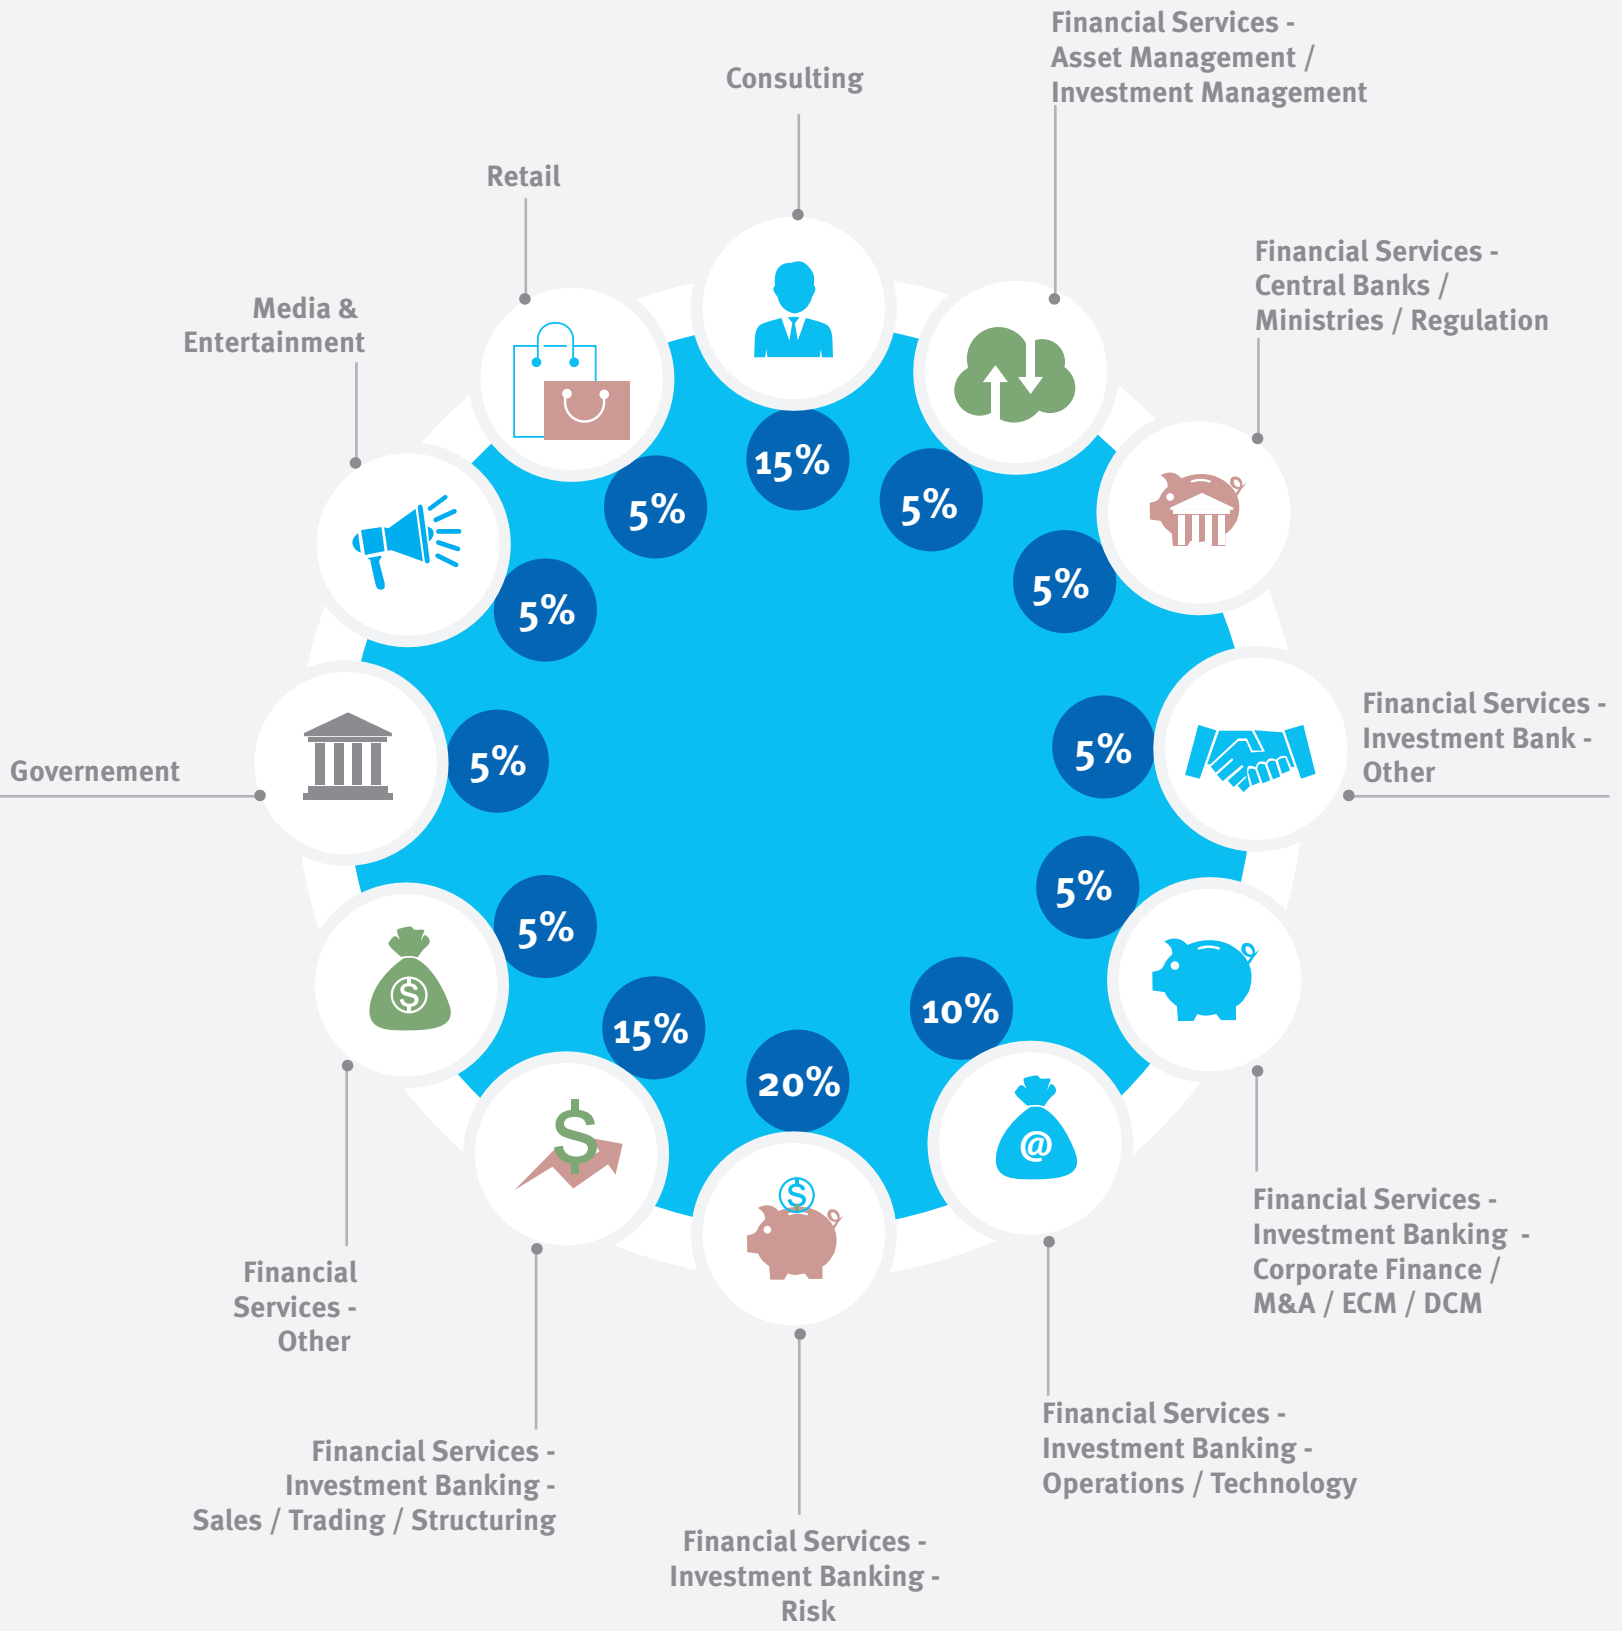 Financial Services -
Asset Management /
Investment Management
Consulting
Retail
Financial Services -
Central Banks /
Ministries / Regulation
Media &
Entertainment
15%
5%
5%
5%
5%
Financial Services -
Investment Bank -
Other
5%
5%
Governement
5%
5%
$
10%
15%
20%
@
$
$
Financial Services -
Investment Banking -
Corporate Finance /
M&A / ECM / DCM
Financial
Services -
Other
Financial Services -
Investment Banking -
Operations / Technology
Financial Services -
Investment Banking -
Sales / Trading / Structuring
Financial Services -
Investment Banking -
Risk